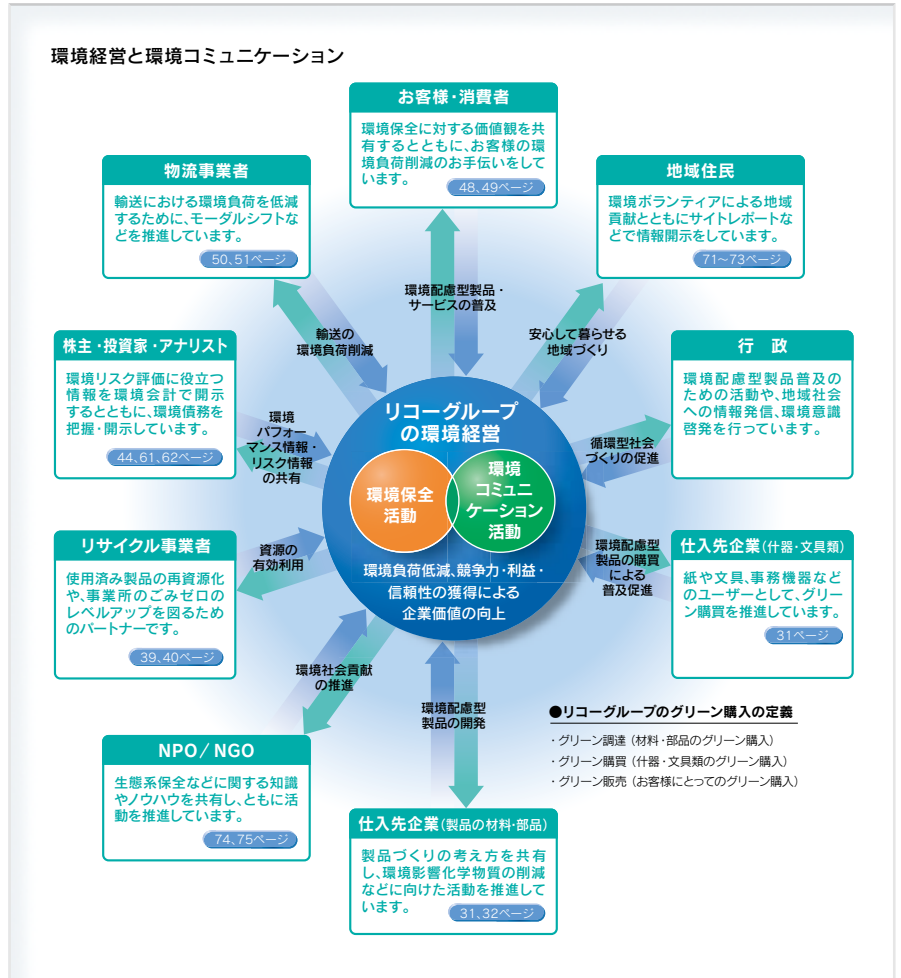 環境経営と環境コミュニケーション
お客様・消費者
環境保全に対する価値観を共
有するとともに、お客様の環
境負荷削減のお手伝いをして
います。
48、49ページ
物流事業者
輸送における環境負荷を低減
するために、モーダルシフトな
どを推進しています。
50、51ページ
地域住民
環境ボランティアによる地域
貢献とともにサイトレポートな
どで情報開示をしています。
71~73ページ
環境配慮型製品・
サービスの普及
輸送の
環境負荷削減
安心して暮らせる
地域づくり
株主・投資家・アナリスト
環境リスク評価に役立つ
情報を環境会計で開示
するとともに、環境債務を
把握・開示しています。
44、61、62ページ
環境
パフォー
マンス情報・
リスク情報
の共有
行 政
環境配慮型製品普及の
ための活動や、地域社会
への情報発信、環境意識
啓発を行っています。
循環型社会
づくりの促進
リコーグループ
の環境経営
環境保全
活動
環境
コミュニ
ケーション
活動
環境負荷低減、競争力・利益・
信頼性の獲得による
企業価値の向上
リサイクル事業者
使用済み製品の再資源化
や、事業所のごみゼロの
レベルアップを図るため
のパートナーです。
39、40ページ
資源の
有効利用
環境配慮型
製品の購買
による
普及促進
仕入先企業(什器・文具類)
紙や文具、事務機器など
のユーザーとして、グリー
ン購買を推進しています。
31ページ
環境社会貢献
の推進
環境配慮型
製品の開発
●リコーグループのグリーン購入の定義
・グリーン調達(材料・部品のグリーン購入)
・グリーン購買(什器・文具類のグリーン購入)
・グリーン販売(お客様にとってのグリーン購入)
NPO/NGO
生態系保全などに関する知識
やノウハウを共有し、ともに活
動を推進しています。
74、75ページ
仕入先企業(製品の材料・部品)
製品づくりの考え方を共有
し、環境影響化学物質の削減
などに向けた活動を推進して
います。
31、32ページ